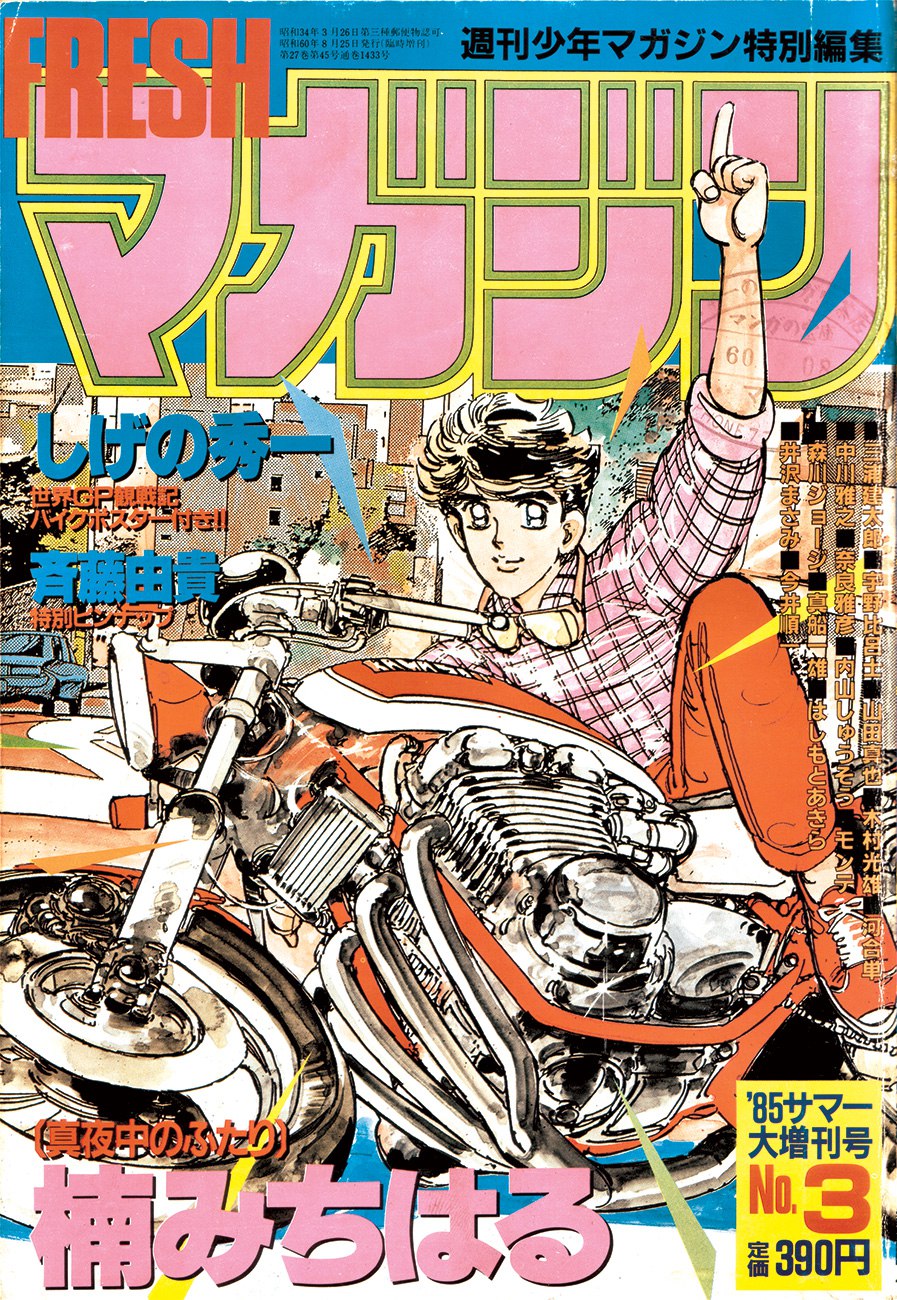 昭和34年3月26日第三種郵便物認可
昭和60年8月25日発行(臨時増刊)
第27巻第45号通巻1433号
週刊少年マガジン特別編集
FRESH
マガジン
マンガの
60
しげの秀一
世界GP観戦記
バイクポスター付き!!
斉藤由貴
特別ピンナップ
■三浦建太郎■宇野比呂士■山田真也■木村光雄■河合単
■中川雅之■奈良雅彦■内山しゅうぞう■モンデ
■森川ジョージ■真船一雄■はしもとあきら
■井沢まさみ■今井順一
(真夜中のふたり)
楠みちはる
'85サマー
大増刊号
No.3
定価390円